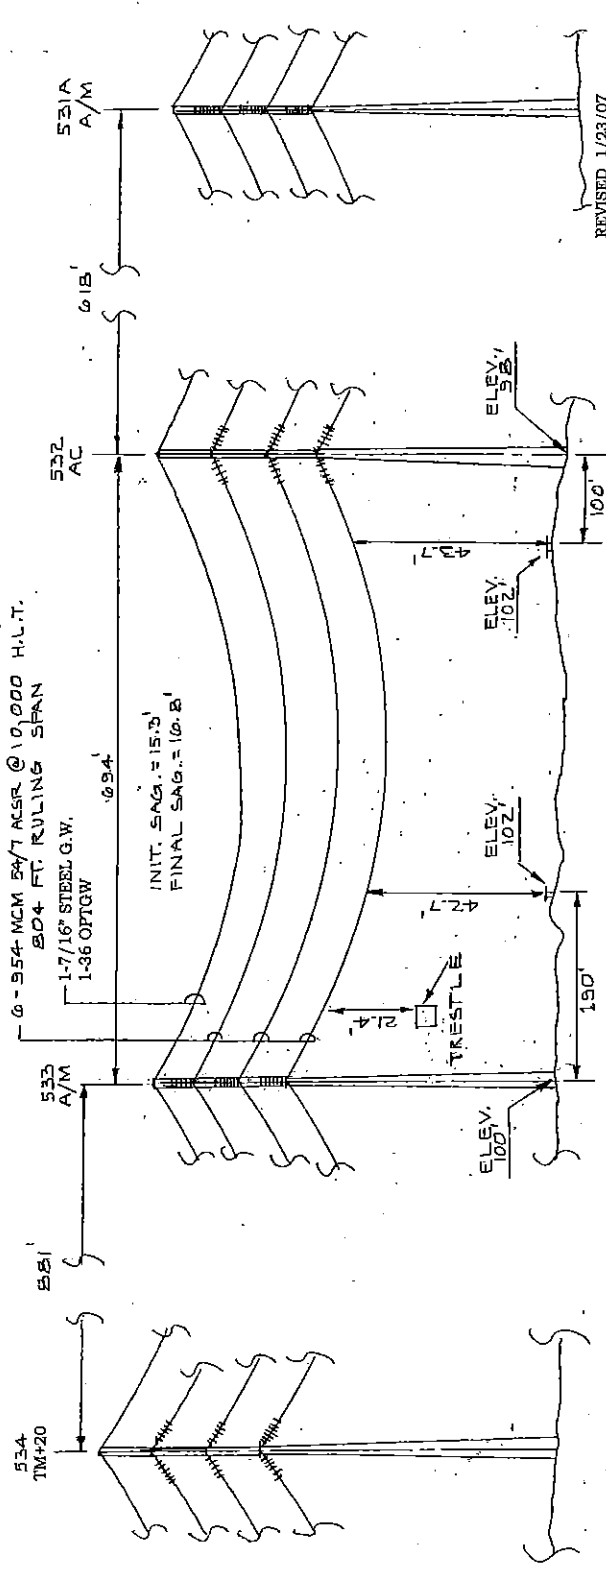 6-954 MCM 54/7 ACSR @ 10,000 H.L.T.
804 FT. RULING SPAN
1-7/16" STEEL G.W.
1-36 OPTGW
534
TM+20
881'
533
A/M
694'
532
AC
618'
531A
A/M
INIT. SAG. = 15.3'
FINAL SAG. = 16.8'
21.4'
TRESTLE
42.7'
43.7'
ELEV.
100'
ELEV.
102'
ELEV.
102'
ELEV.
98'
190'
100'
REVISED 1/23/07